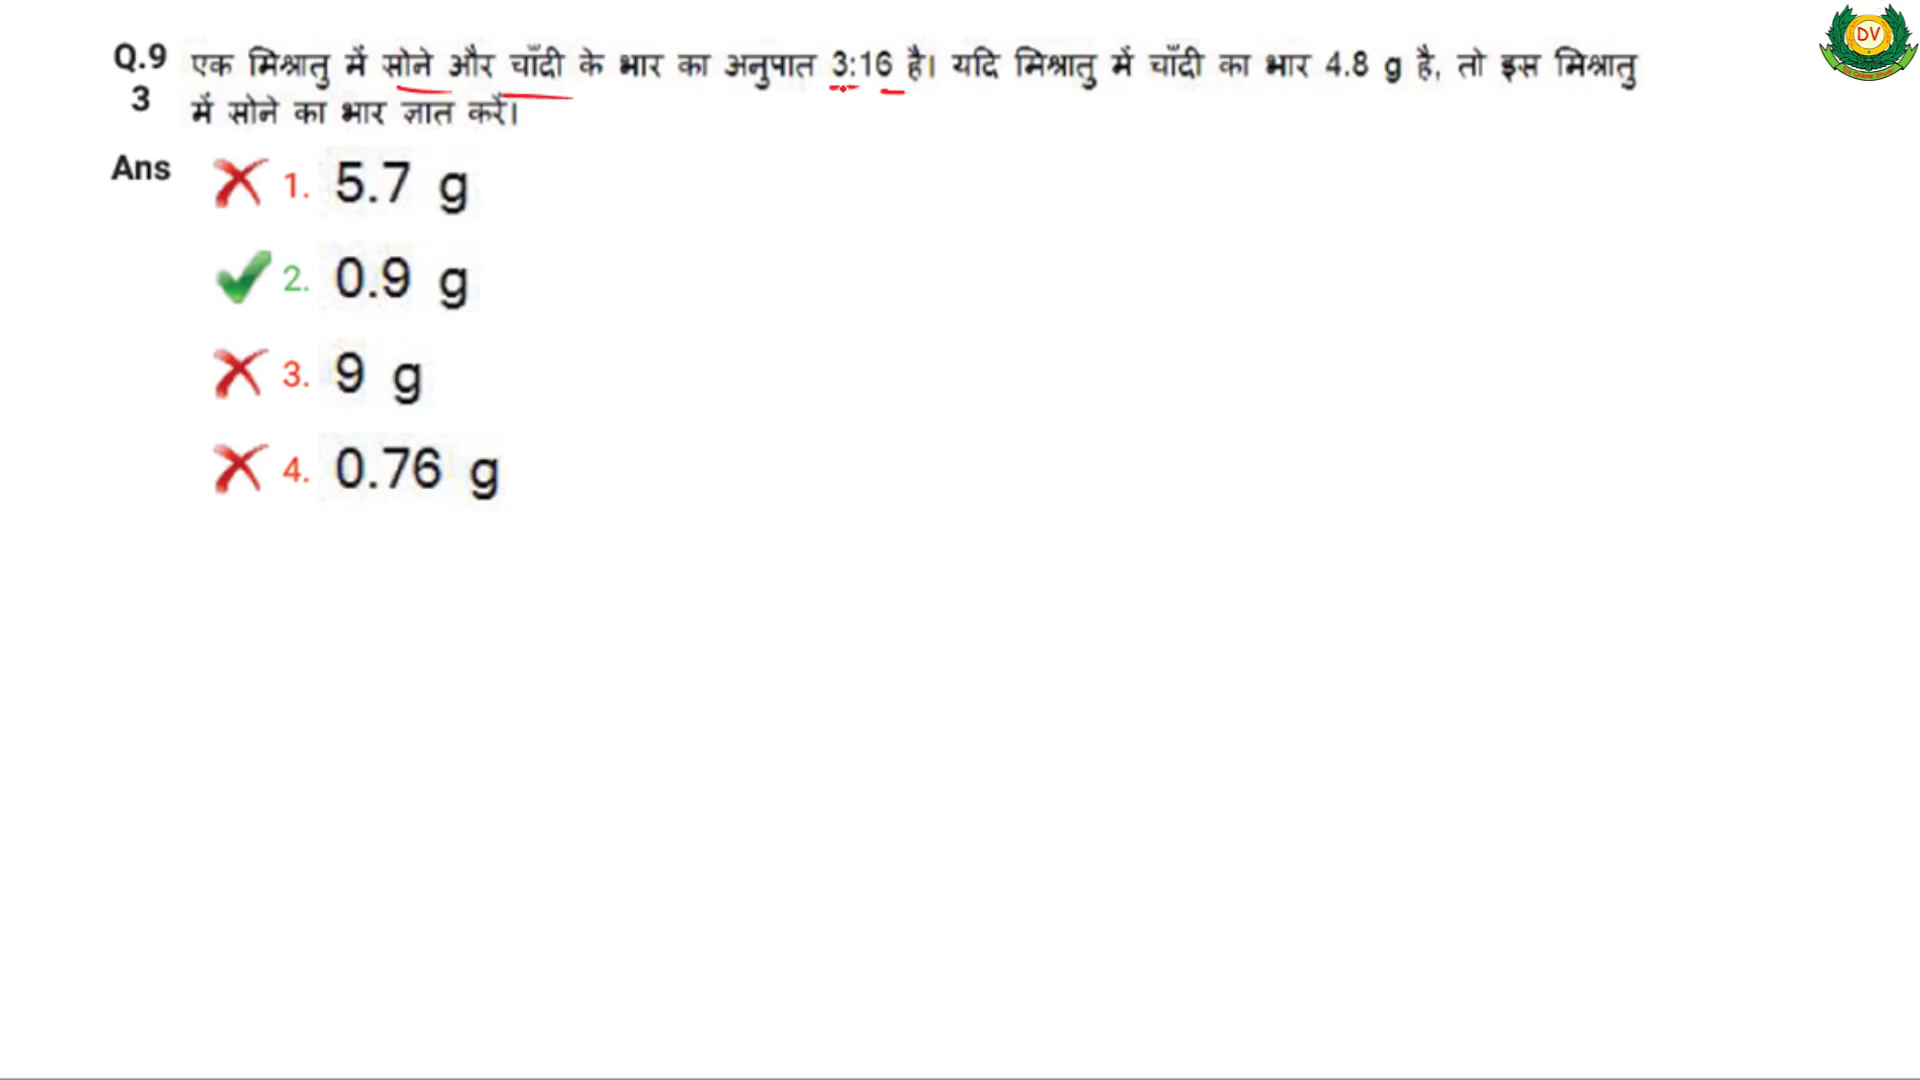 Q.9 एक मिश्रातु में सोने और चाँदी के भार का अनुपात 3:16 है। यदि मिश्रातु में चाँदी का भार 4.8 g है, तो इस मिश्रातु
3 में सोने का भार ज्ञात करें।
Ans 1. 5.7 g
2. 0.9 g
3. 9 g
4. 0.76 g
DV